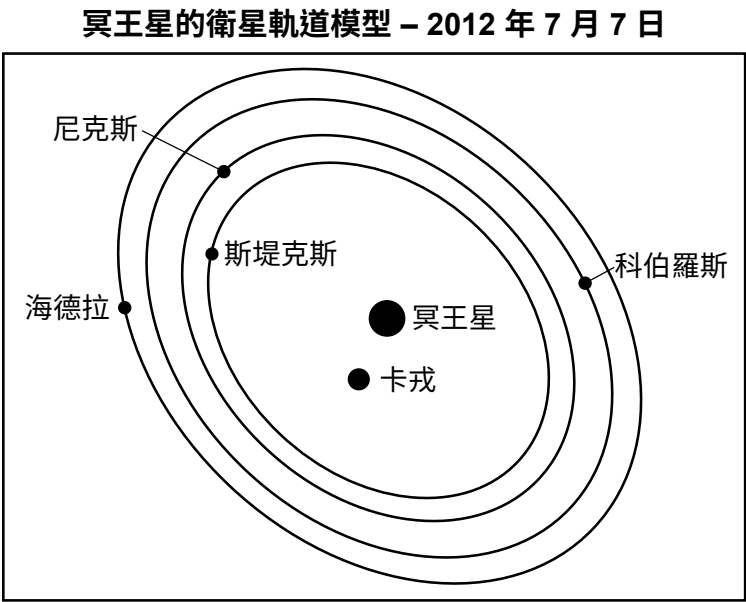 冥王星的衛星軌道模型 – 2012 年 7 月 7 日
尼克斯
斯堤克斯
科伯羅斯
海德拉
冥王星
卡戎